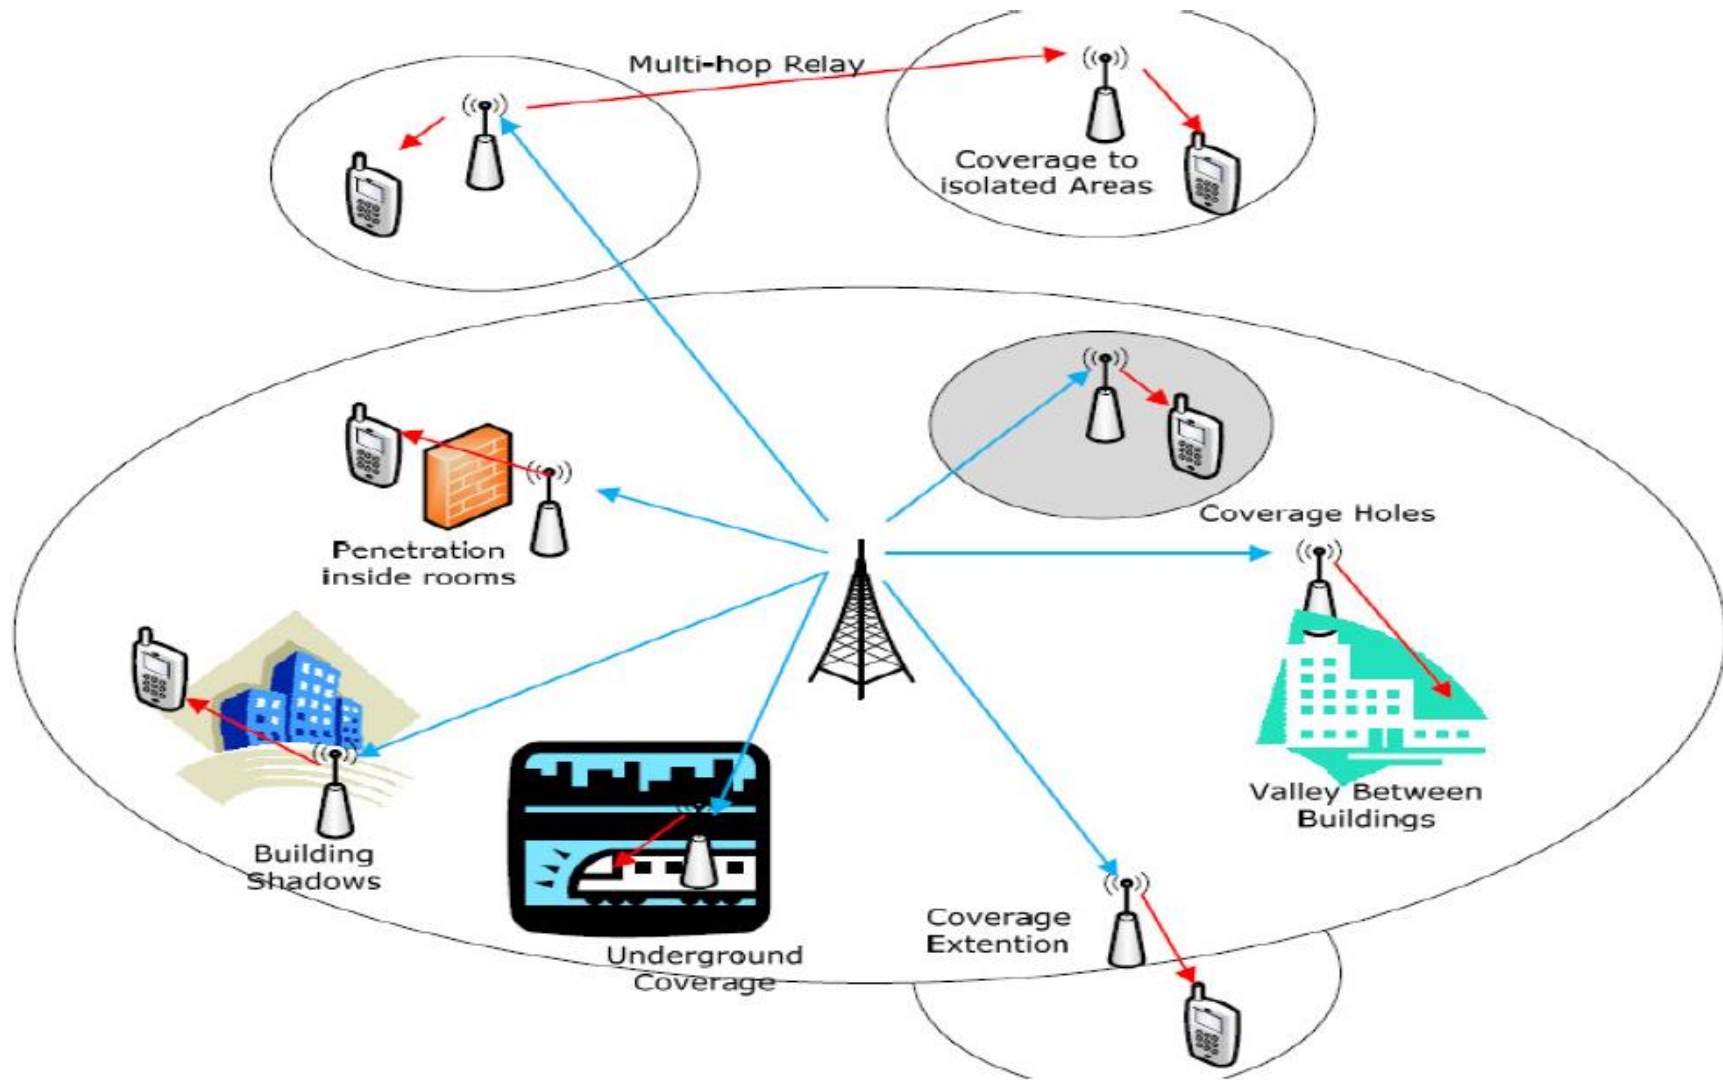 Multi-hop Relay
Coverage to
isolated Areas
Coverage Holes
Penetration
inside rooms
Valley Between
Buildings
Building
Shadows
Coverage
Extention
Underground
Coverage